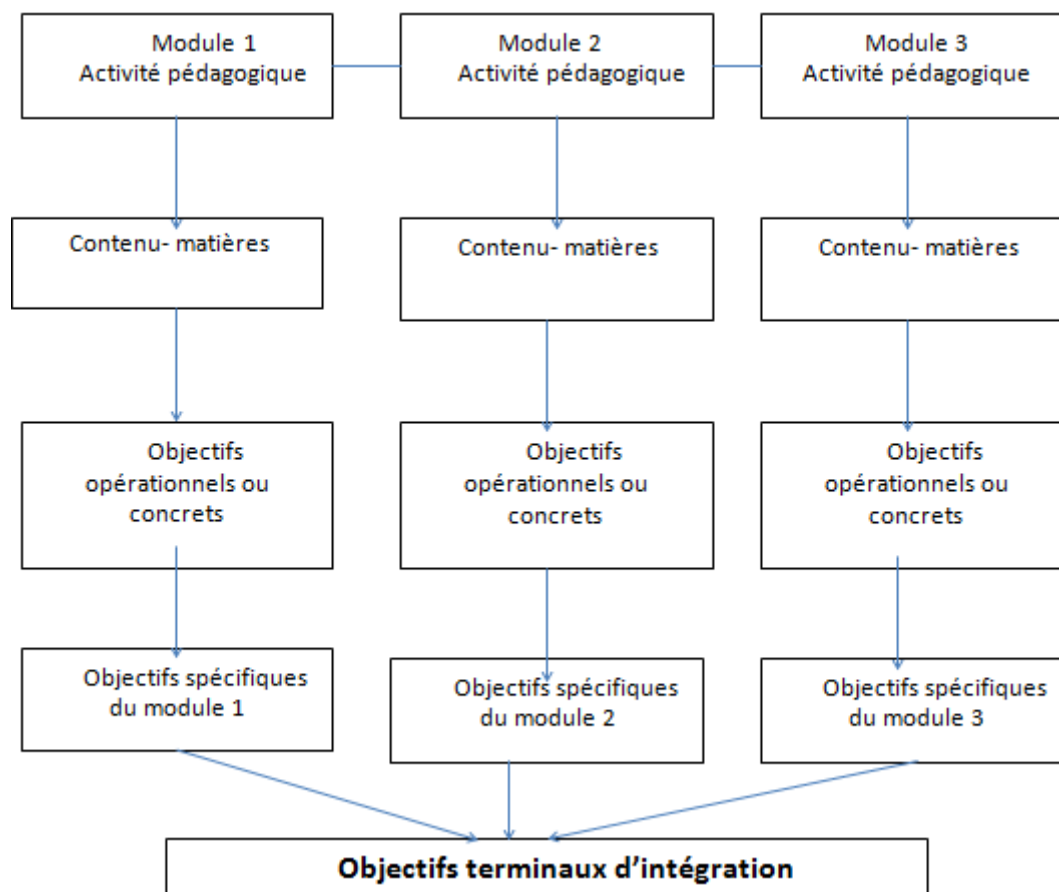 Module 1
Activité pédagogique
Module 2
Activité pédagogique
Module 3
Activité pédagogique
Contenu- matières
Contenu- matières
Contenu- matières
Objectifs
opérationnels ou
concrets
Objectifs
opérationnels ou
concrets
Objectifs
opérationnels ou
concrets
Objectifs spécifiques
du module 1
Objectifs spécifiques
du module 2
Objectifs spécifiques
du module 3
Objectifs terminaux d’intégration